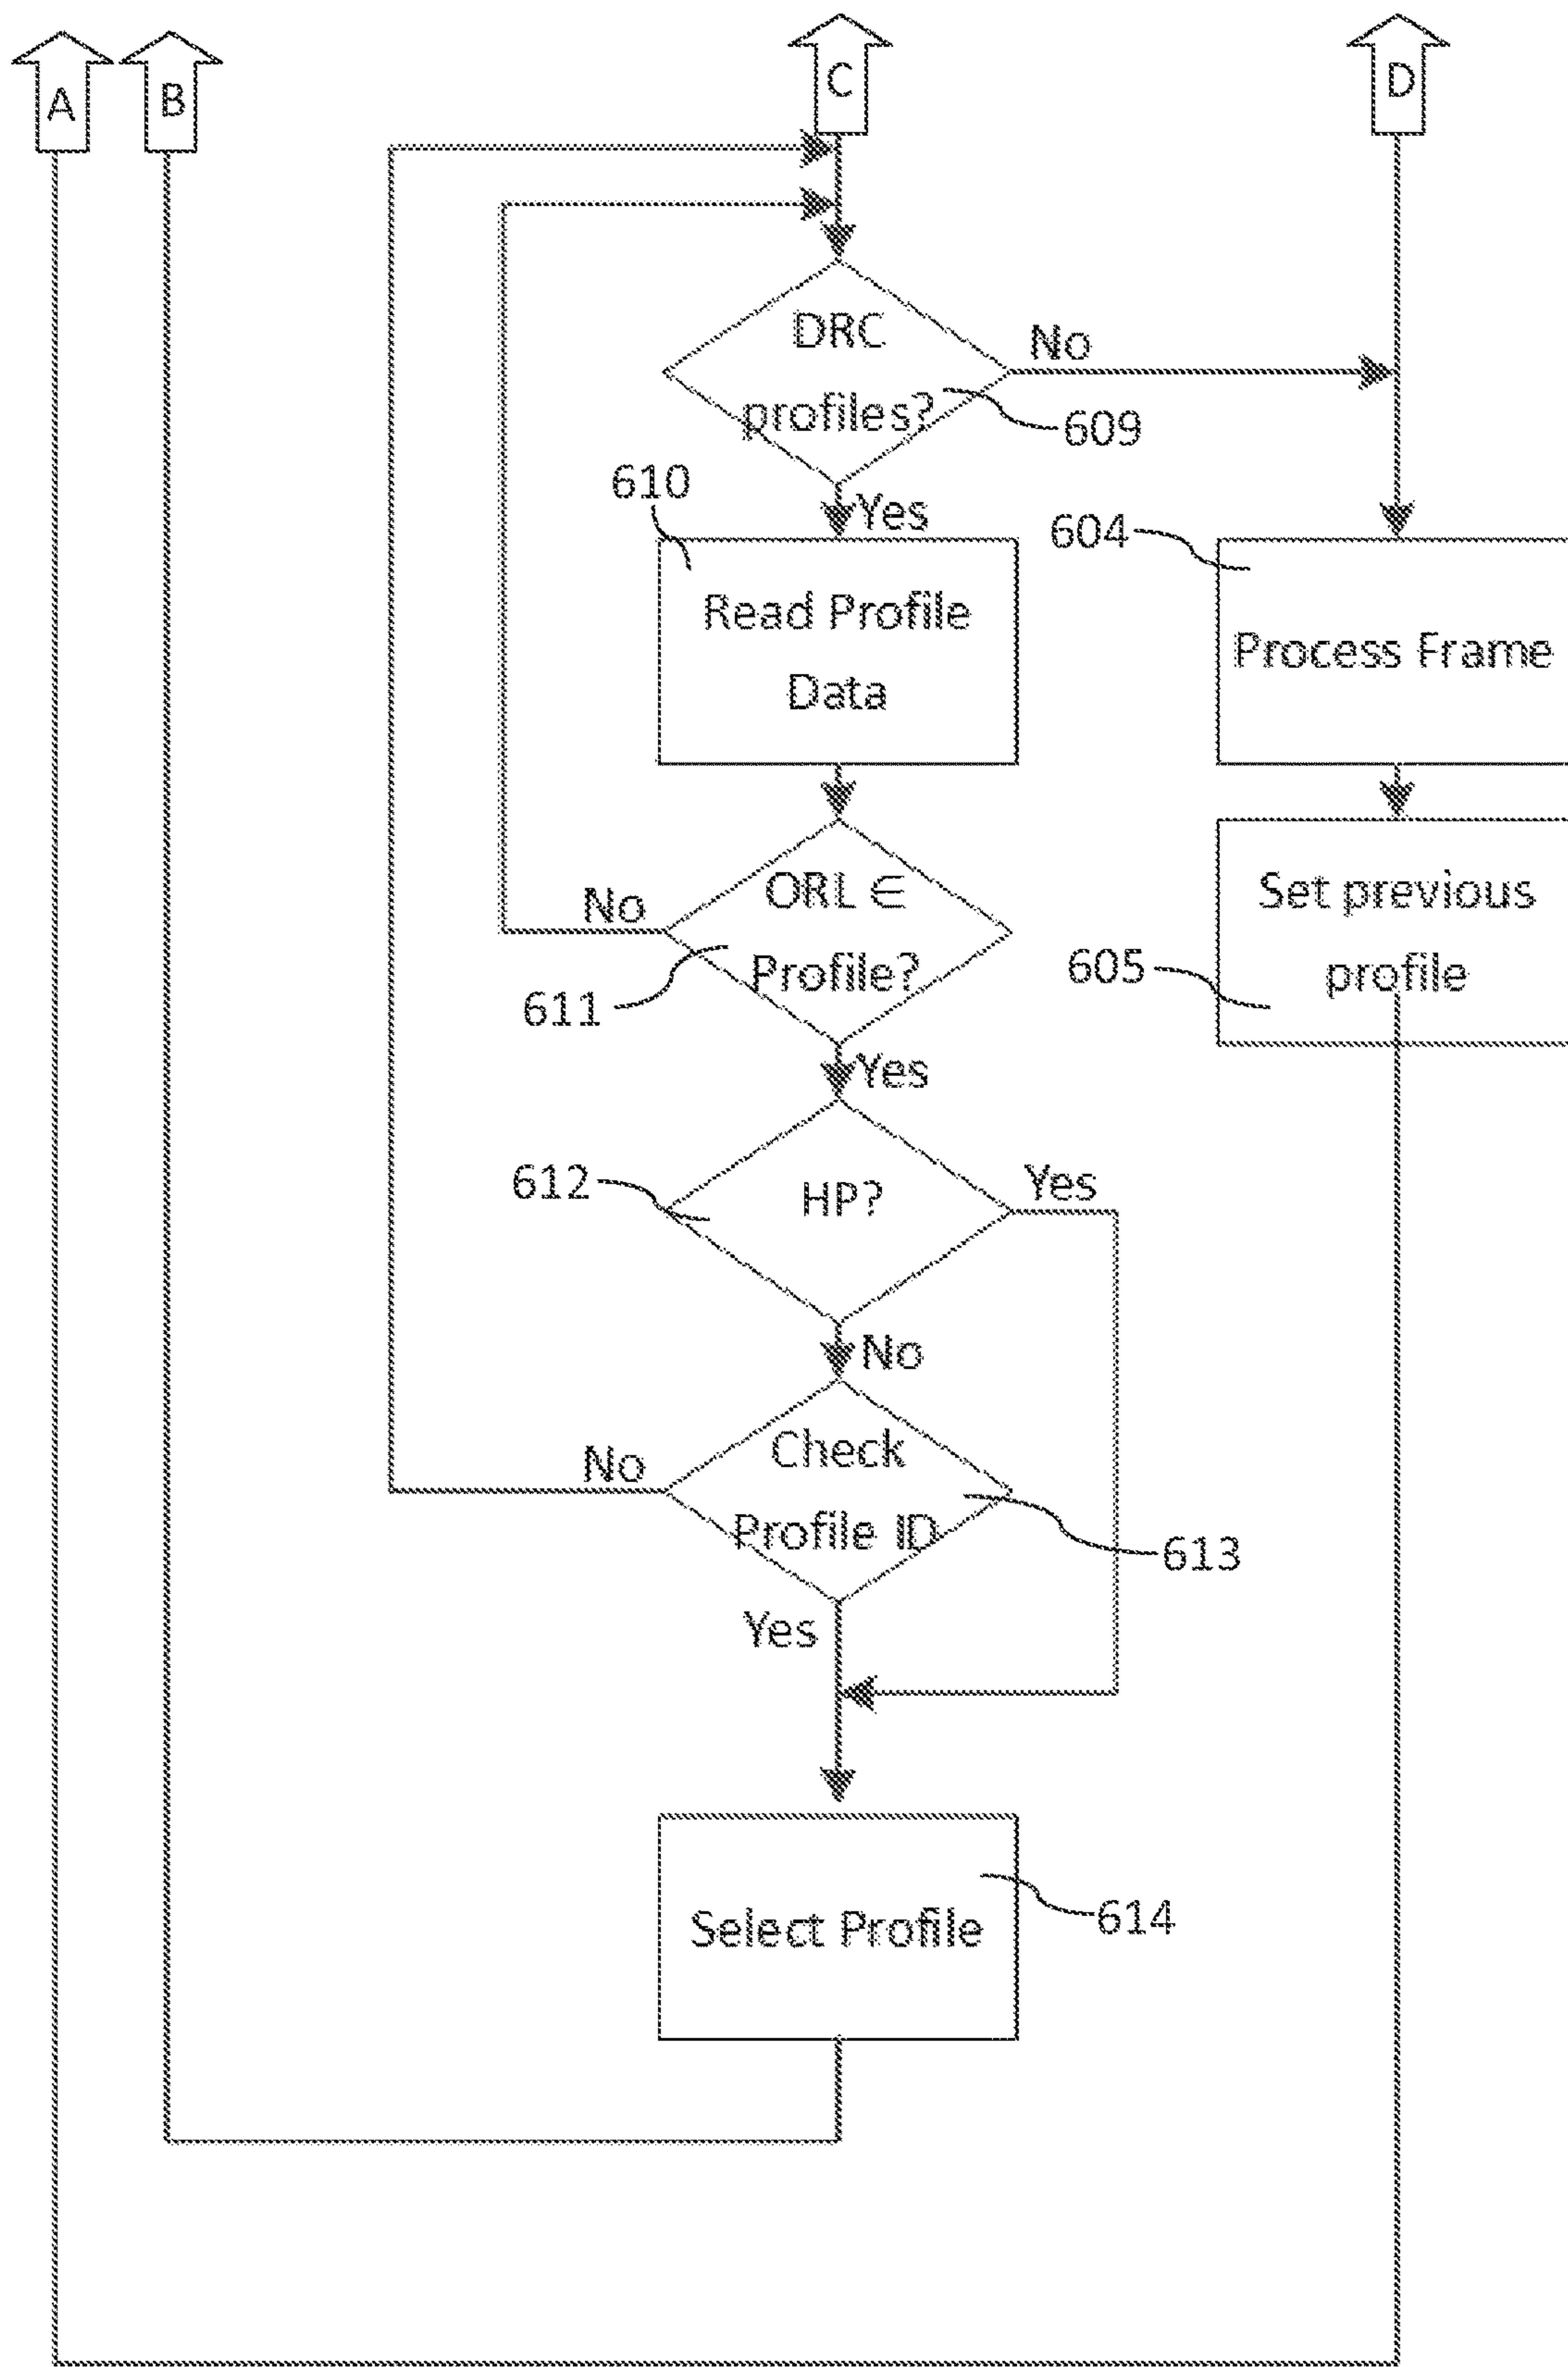 A
B
C
D
DRC
profiles?
No
609
610
Yes
604
Read Profile
Data
Process Frame
ORL ∈
Profile?
No
611
Set previous
profile
605
Yes
612
HP?
Yes
No
Check
Profile ID
No
613
Yes
Select Profile
614